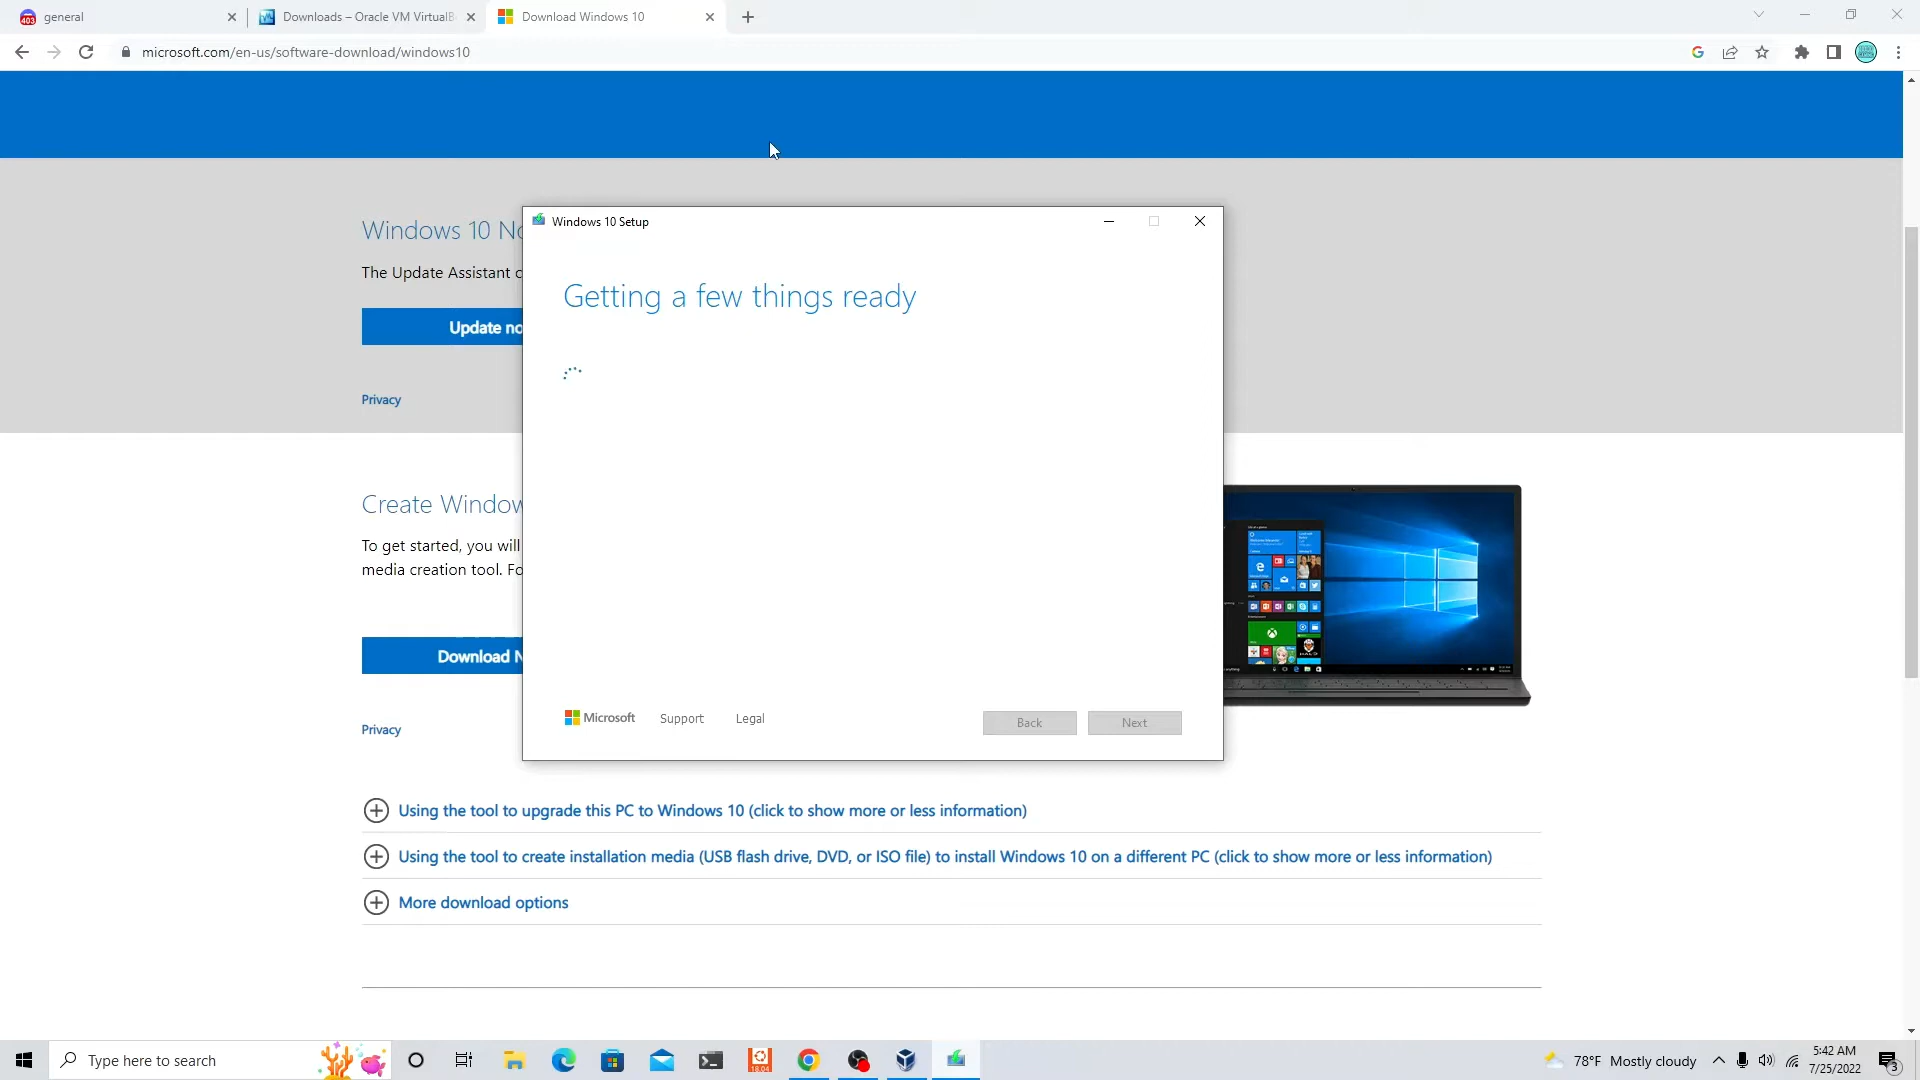 general
Downloads – Oracle VM VirtualB
Download Windows 10
microsoft.com/en-us/software-download/windows10
Windows 10 No
The Update Assistant c
Update no
Privacy
Windows 10 Setup
Getting a few things ready
Microsoft
Support
Legal
Back
Next
Create Window
To get started, you will
media creation tool. Fo
Download N
Privacy
Using the tool to upgrade this PC to Windows 10 (click to show more or less information)
Using the tool to create installation media (USB flash drive, DVD, or ISO file) to install Windows 10 on a different PC (click to show more or less information)
More download options
Type here to search
18.04
78°F Mostly cloudy
5:42 AM
7/25/2022
3